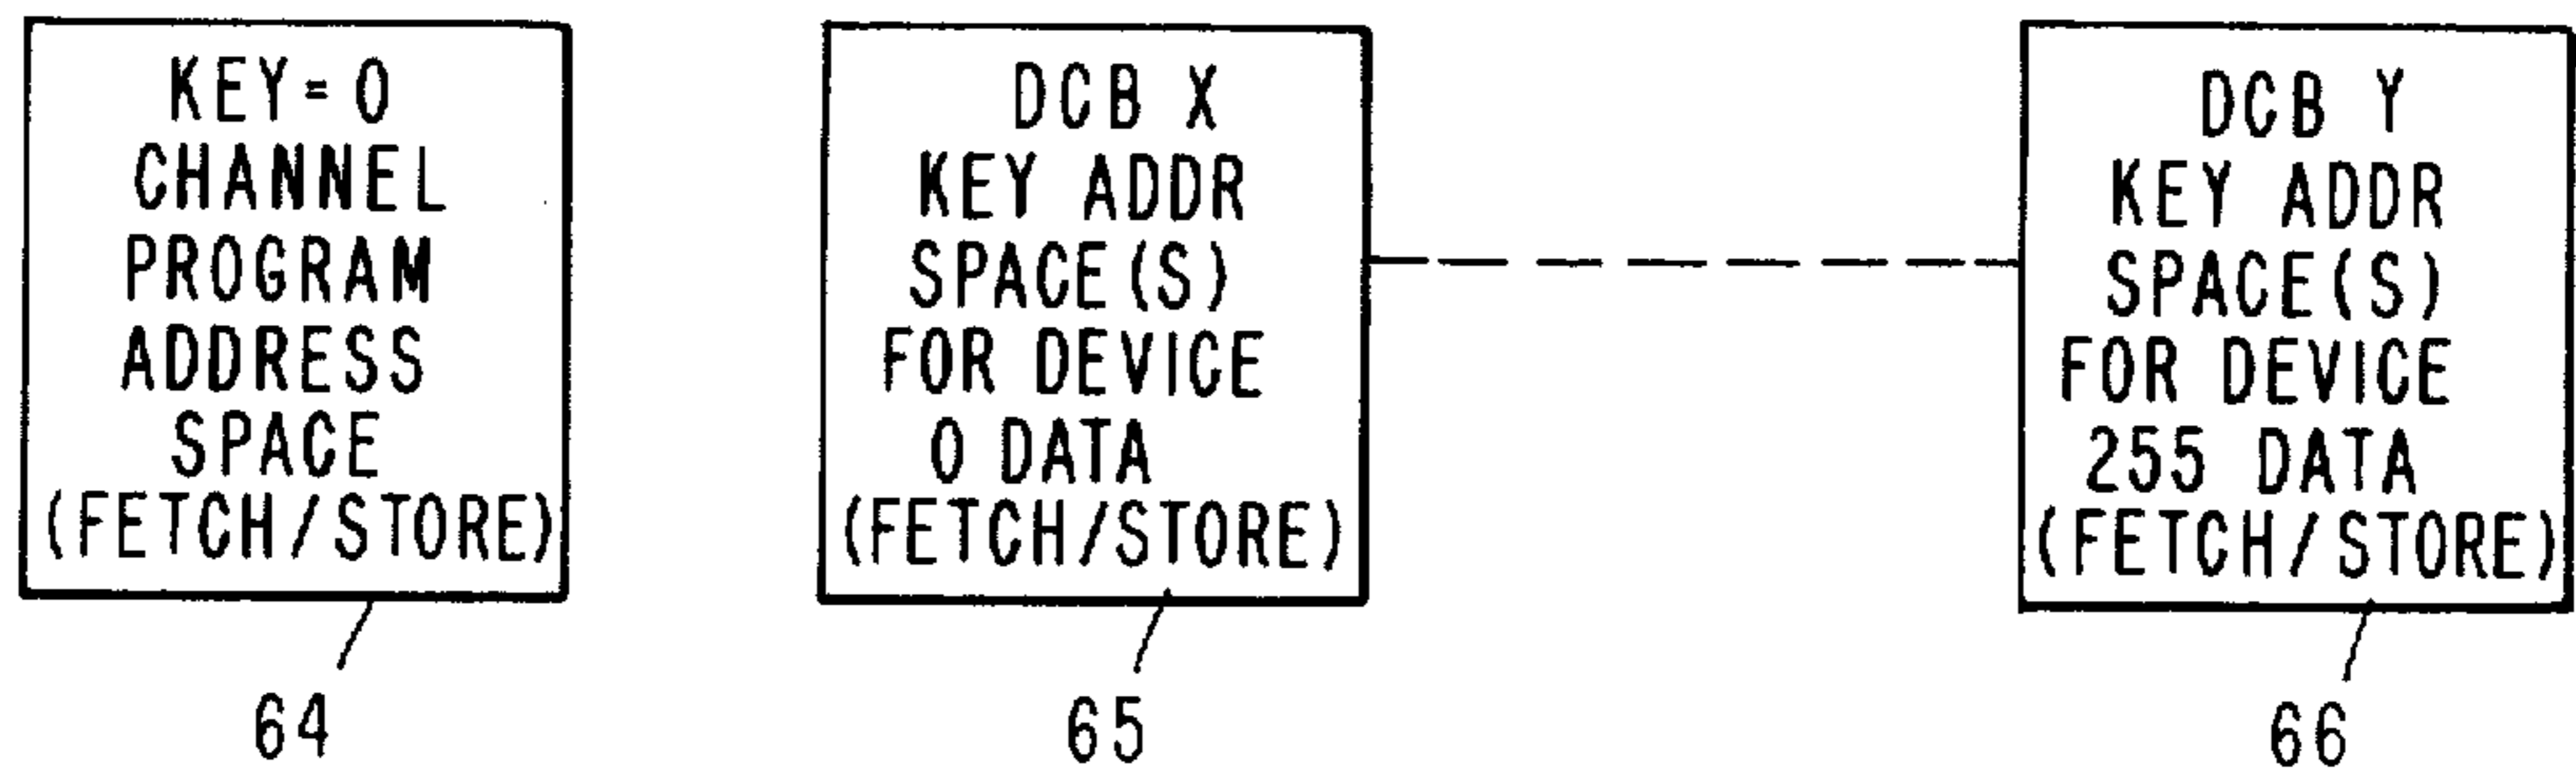 KEY=0
CHANNEL
PROGRAM
ADDRESS
SPACE
(FETCH/STORE)
64
DCB X
KEY ADDR
SPACE(S)
FOR DEVICE
0 DATA
(FETCH/STORE)
65
DCB Y
KEY ADDR
SPACE(S)
FOR DEVICE
255 DATA
(FETCH/STORE)
66